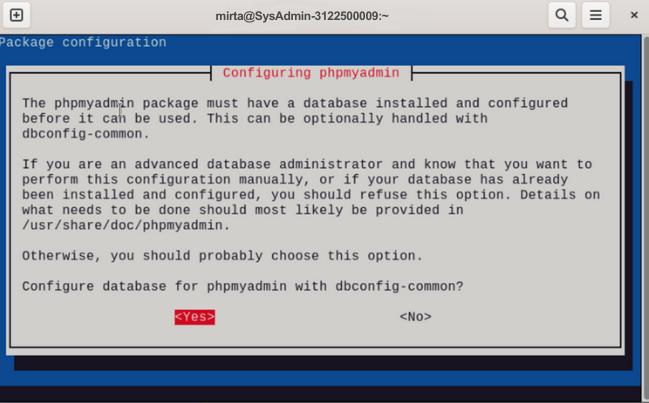 mirta@SysAdmin-3122500009:~
Package configuration
Configuring phpmyadmin
The phpmyadmin package must have a database installed and configured
before it can be used. This can be optionally handled with
dbconfig-common.
If you are an advanced database administrator and know that you want to
perform this configuration manually, or if your database has already
been installed and configured, you should refuse this option. Details on
what needs to be done should most likely be provided in
/usr/share/doc/phpmyadmin.
Otherwise, you should probably choose this option.
Configure database for phpmyadmin with dbconfig-common?
<Yes> <No>